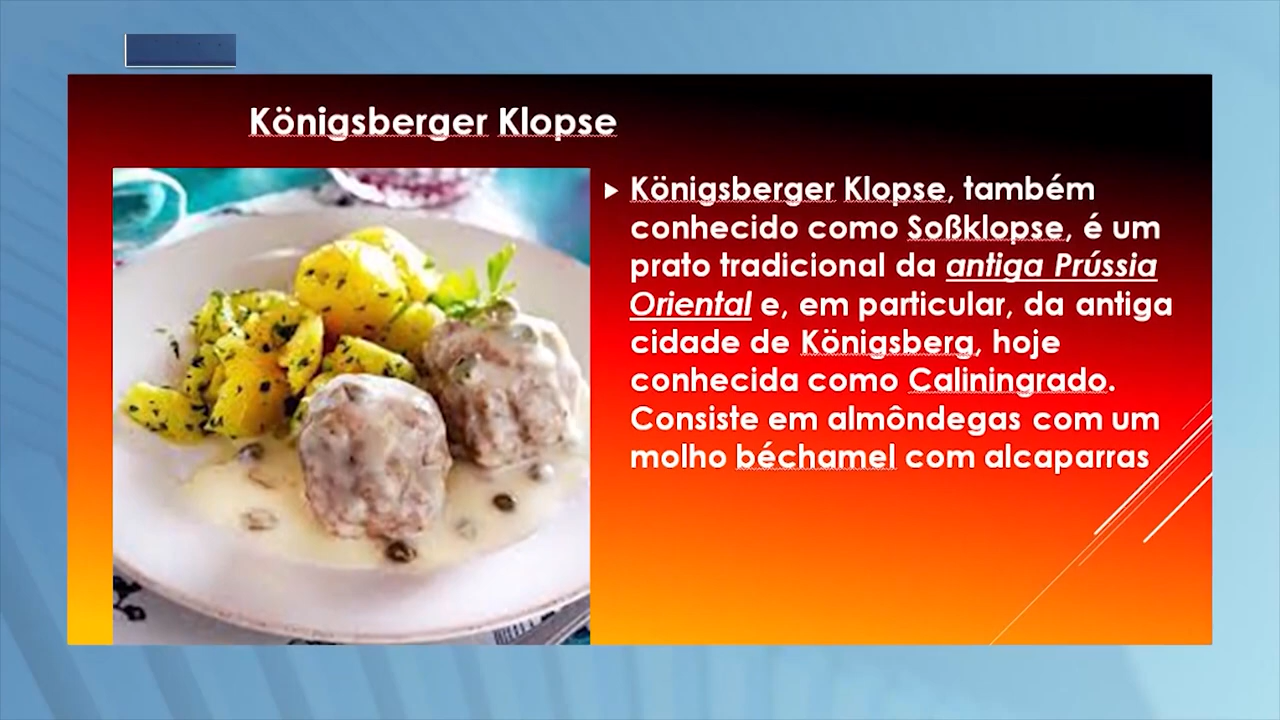 Königsberger Klopse
Königsberger Klopse, também
conhecido como Soßklopse, é um
prato tradicional da antiga Prússia
Oriental e, em particular, da antiga
cidade de Königsberg, hoje
conhecida como Caliningrado.
Consiste em almôndegas com um
molho béchamel com alcaparras